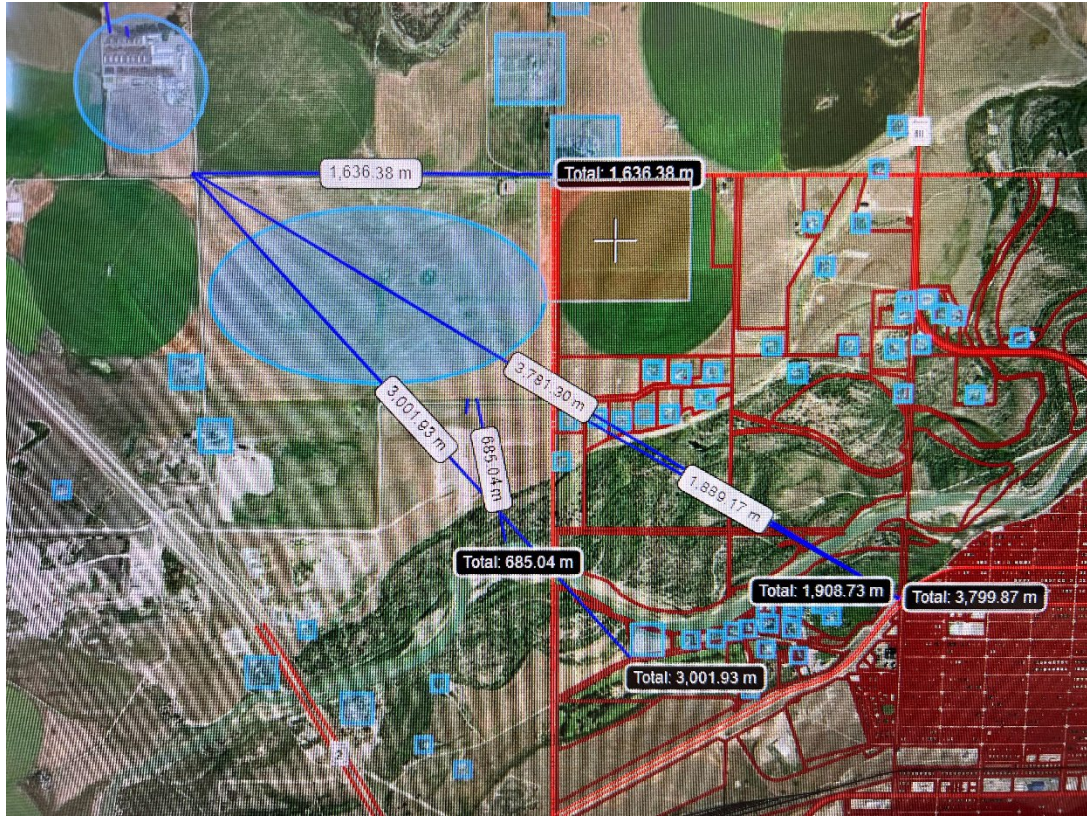 1,636.38 m
Total: 1,636.38 m
3,781.30 m
3,001.93 m
685.04 m
1,889.17 m
Total: 685.04 m
Total: 1,908.73 m
Total: 3,799.87 m
Total: 3,001.93 m
2